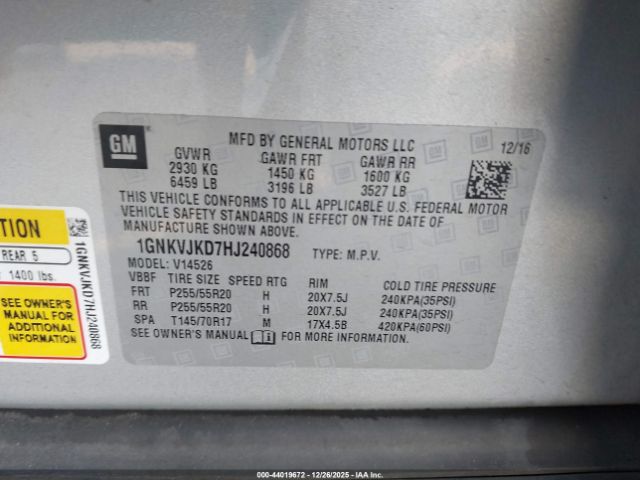 GM
MFD BY GENERAL MOTORS LLC 12/16
GVWR GAWR FRT GAWR RR
2930 KG 1450 KG 1600 KG
6459 LB 3196 LB 3527 LB
THIS VEHICLE CONFORMS TO ALL APPLICABLE U.S. FEDERAL MOTOR
VEHICLE SAFETY STANDARDS IN EFFECT ON THE DATE OF
MANUFACTURE SHOWN ABOVE.
1GNKVJKD7HJ240868 TYPE: M.P.V.
MODEL: V14526
VBBF TIRE SIZE SPEED RTG RIM COLD TIRE PRESSURE
FRT P255/55R20 H 20X7.5J 240KPA(35PSI)
RR P255/55R20 H 20X7.5J 240KPA(35PSI)
SPA T145/70R17 M 17X4.5B 420KPA(60PSI)
SEE OWNER'S MANUAL FOR MORE INFORMATION.
TION
REAR 5
1400 lbs.
SEE OWNER'S
MANUAL FOR
ADDITIONAL
INFORMATION
1GNKVJKD7HJ240868
000-44019672 - 12/26/2025 - COPART.COM